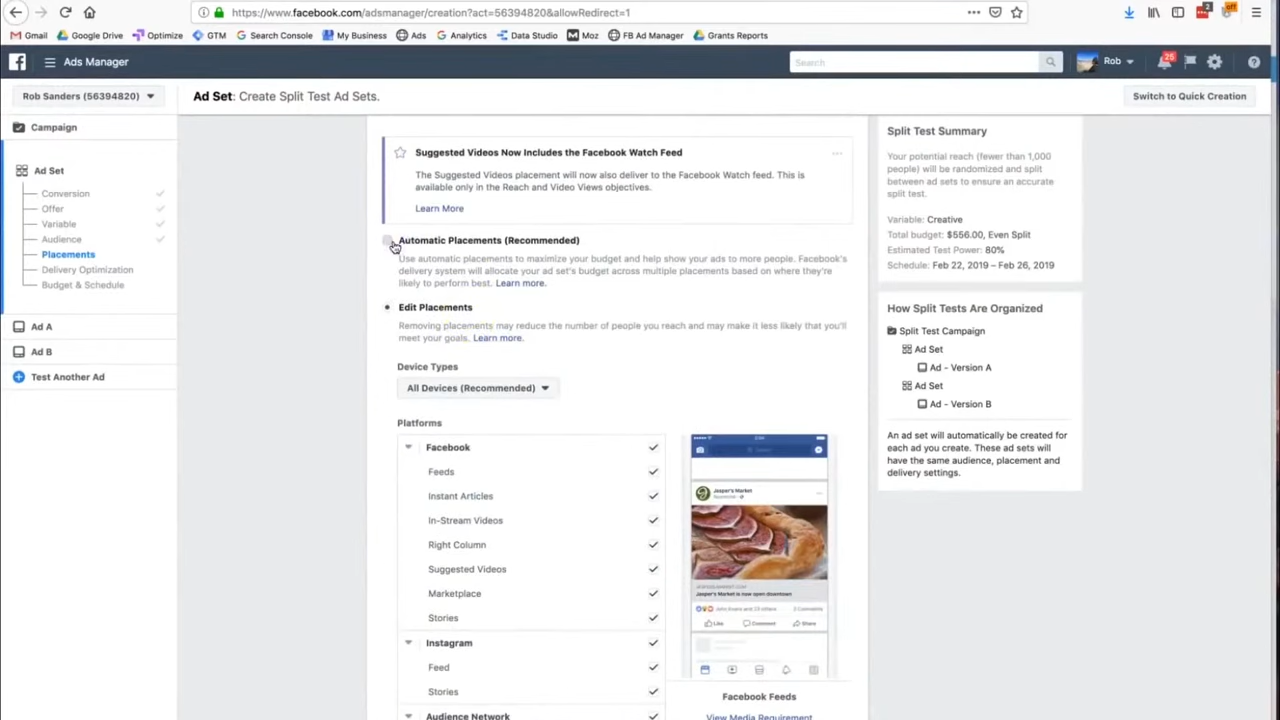 https://www.facebook.com/adsmanager/creation?act=56394820&allowRedirect=1
2
off
Gmail
Google Drive
Optimize
GTM
Search Console
My Business
Ads
Analytics
Data Studio
Moz
FB Ad Manager
Grants Reports
Ads Manager
Search
Rob
25
Rob Sanders (56394820)
Ad Set: Create Split Test Ad Sets.
Switch to Quick Creation
Campaign
Ad Set
Conversion
Offer
Variable
Audience
Placements
Delivery Optimization
Budget & Schedule
Ad A
Ad B
Test Another Ad
Suggested Videos Now Includes the Facebook Watch Feed
The Suggested Videos placement will now also deliver to the Facebook Watch feed. This is
available only in the Reach and Video Views objectives.
Learn More
Automatic Placements (Recommended)
Use automatic placements to maximize your budget and help show your ads to more people. Facebook's
delivery system will allocate your ad set's budget across multiple placements based on where they're
likely to perform best. Learn more.
Edit Placements
Removing placements may reduce the number of people you reach and may make it less likely that you'll
meet your goals. Learn more.
Device Types
All Devices (Recommended)
Platforms
Facebook
Feeds
Instant Articles
In-Stream Videos
Right Column
Suggested Videos
Marketplace
Stories
Instagram
Feed
Stories
Audience Network
Jasper's Market
Jasper's Market is now open downtown
Like
Comment
Share
Facebook Feeds
View Media Requirement
Split Test Summary
Your potential reach (fewer than 1,000
people) will be randomized and split
between ad sets to ensure an accurate
split test.
Variable: Creative
Total budget: $556.00, Even Split
Estimated Test Power: 80%
Schedule: Feb 22, 2019 – Feb 26, 2019
How Split Tests Are Organized
Split Test Campaign
Ad Set
Ad - Version A
Ad Set
Ad - Version B
An ad set will automatically be created for
each ad you create. These ad sets will
have the same audience, placement and
delivery settings.